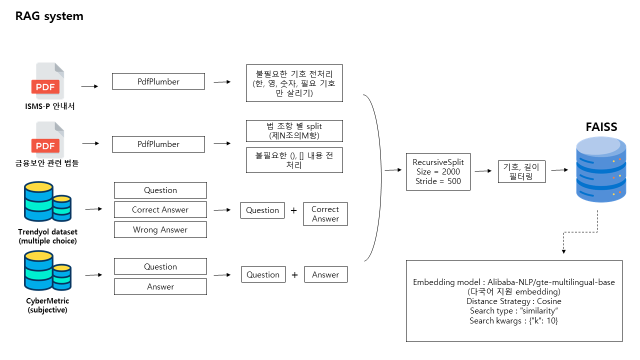 RAG system
PDF
ISMS-P 안내서
PdfPlumber
불필요한 기호 전처리
(한, 영, 숫자, 필요 기호
만 살리기)
PDF
금융보안 관련 법들
PdfPlumber
법 조항 별 split
(제N조의M항)
불필요한 (), [] 내용 전
처리
Trendyol dataset
(multiple choice)
Question
Correct Answer
Wrong Answer
Question
+
Correct
Answer
CyberMetric
(subjective)
Question
Answer
Question
+
Answer
RecursiveSplit
Size = 2000
Stride = 500
기호, 길이
필터링
FAISS
Embedding model : Alibaba-NLP/gte-multilingual-base
(다국어 지원 embedding)
Distance Strategy : Cosine
Search type : "similarity"
Search kwargs : {"k": 10}